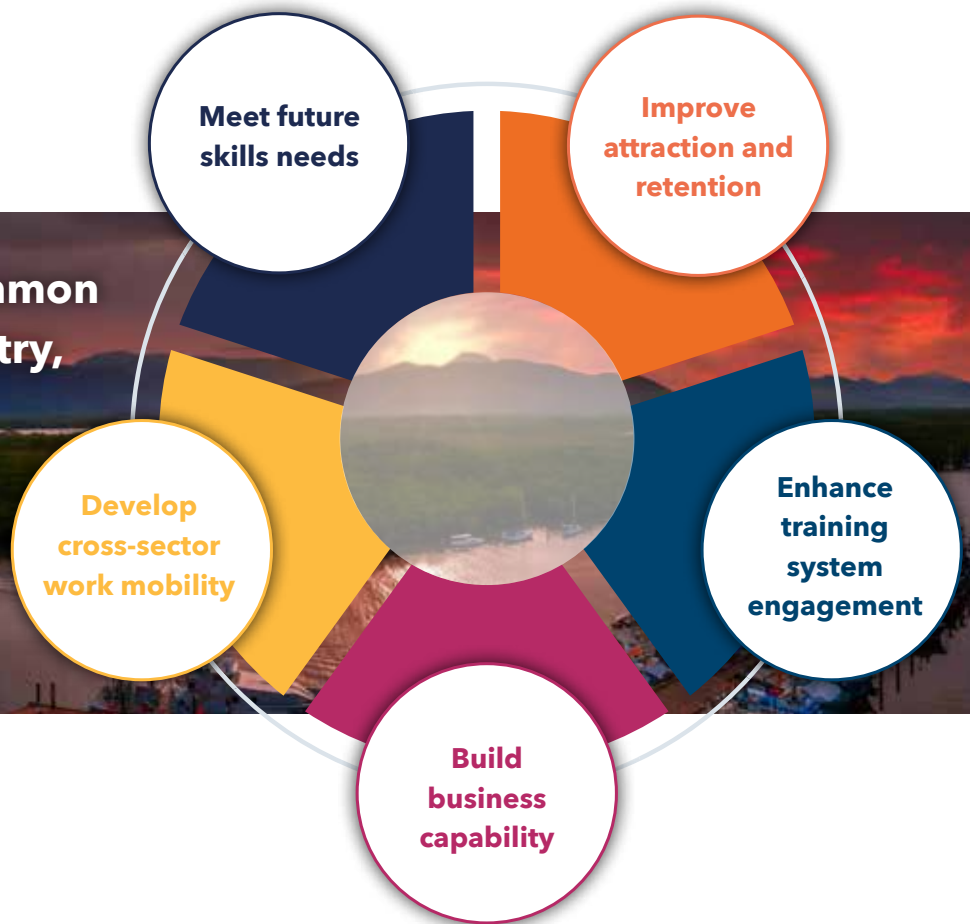 Meet future
skills needs
Improve
attraction and
retention
try,
Develop
cross-sector
work mobility
Enhance
training
system
engagement
Build
business
capability